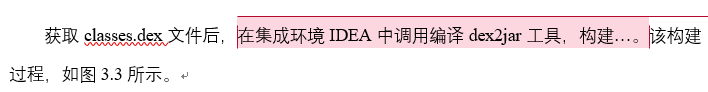 获取 classes.dex 文件后，在集成环境 IDEA 中调用编译 dex2jar 工具，构建…。该构建
过程，如图 3.3 所示。